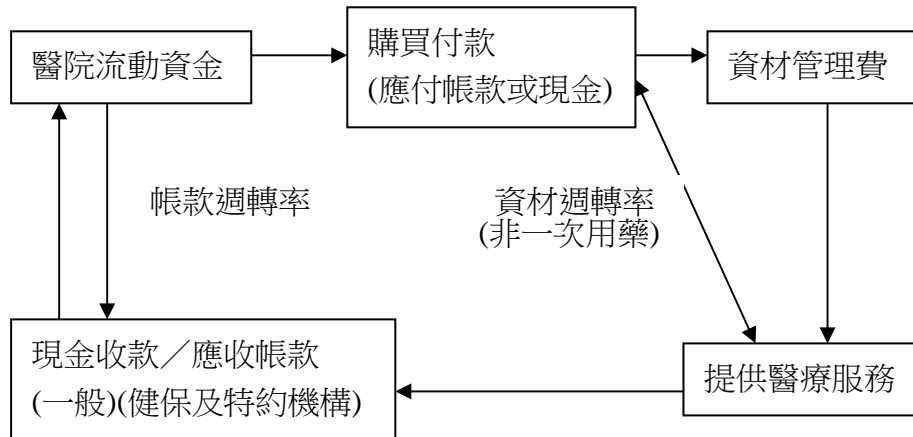 醫院流動資金
購買付款
(應付帳款或現金)
資材管理費
帳款週轉率
資材週轉率
(非一次用藥)
現金收款／應收帳款
(一般)(健保及特約機構)
提供醫療服務